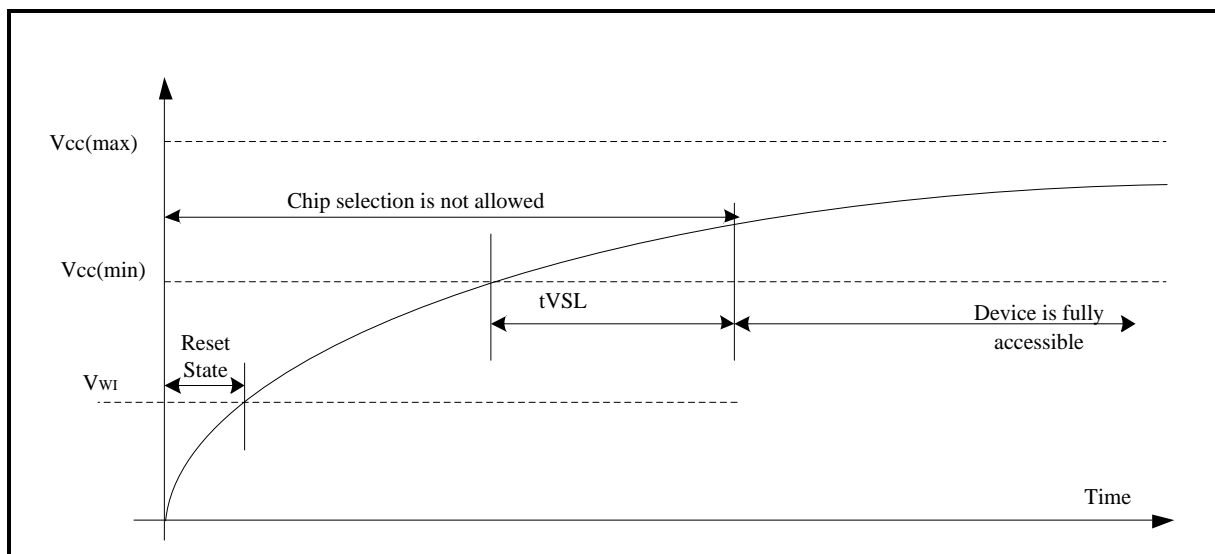 Vcc(max)
Chip selection is not allowed
Vcc(min)
tVSL
Device is fully
accessible
Reset
State
VWI
Time